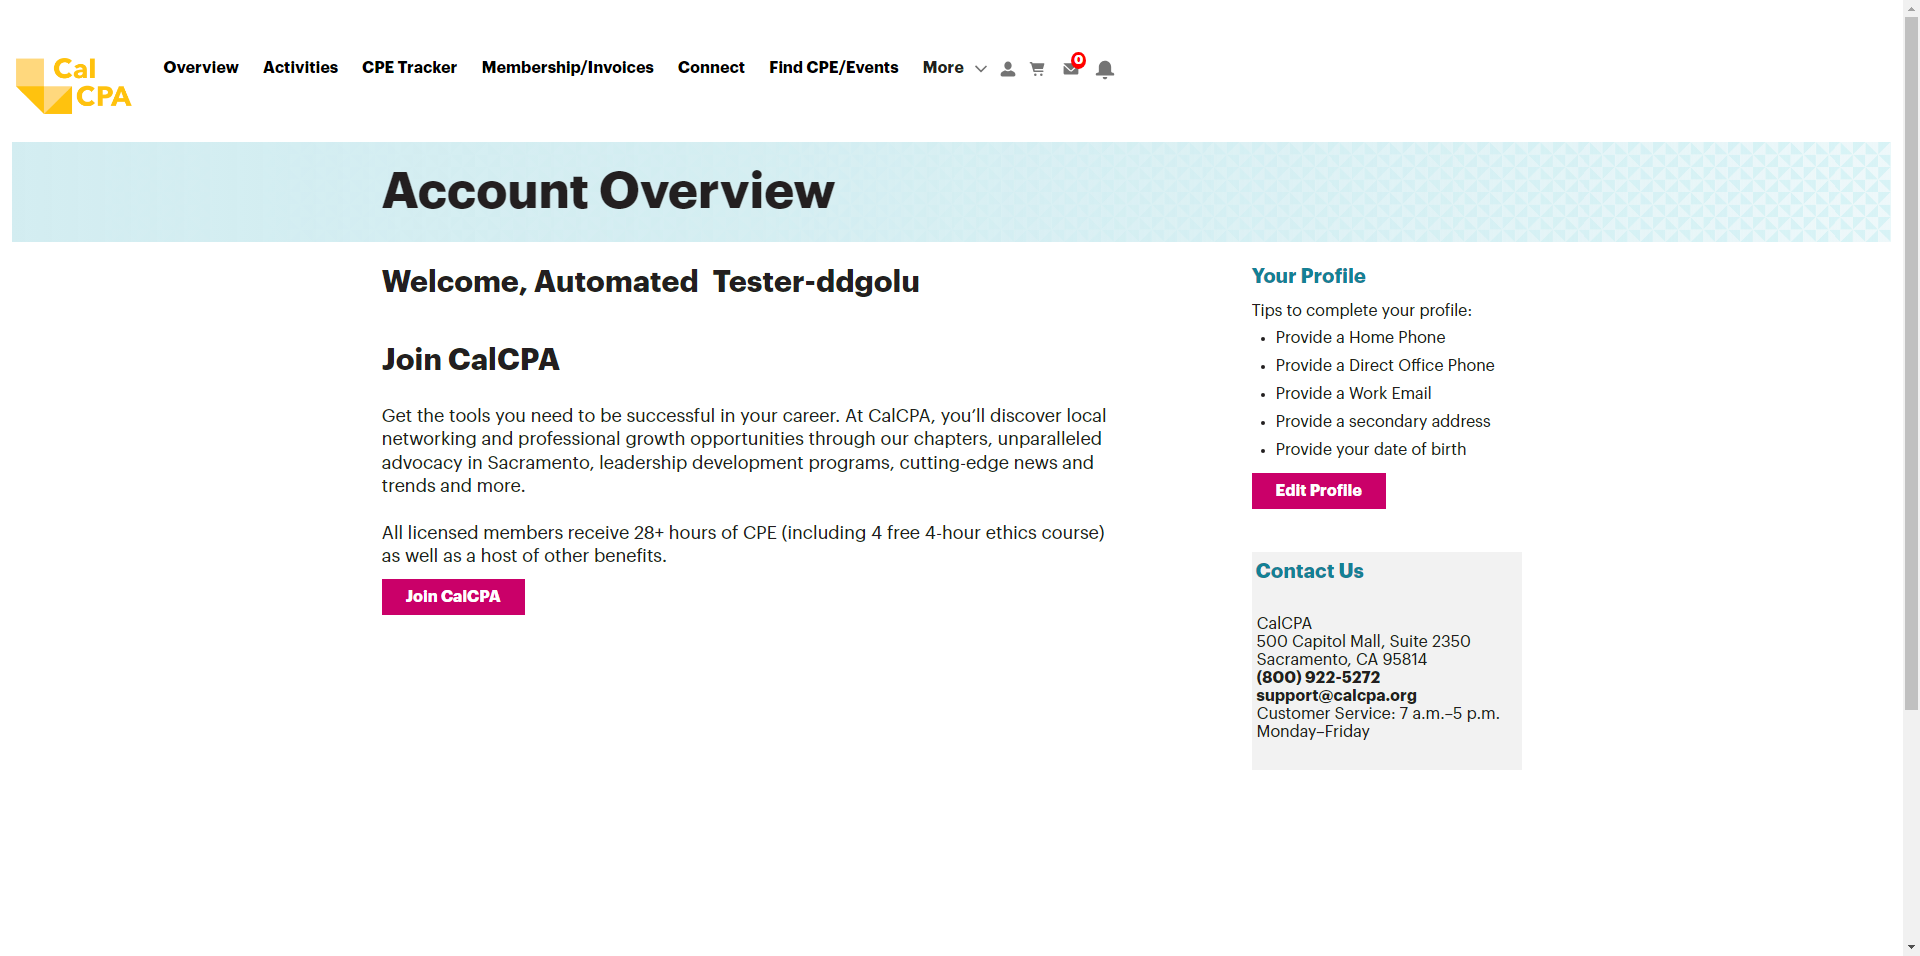 Cal
CPA
Overview
Activities
CPE Tracker
Membership/Invoices
Connect
Find CPE/Events
More
0
Account Overview
Welcome, Automated  Tester-ddgolu
Join CalCPA
Get the tools you need to be successful in your career. At CalCPA, you’ll discover local
networking and professional growth opportunities through our chapters, unparalleled
advocacy in Sacramento, leadership development programs, cutting-edge news and
trends and more.
All licensed members receive 28+ hours of CPE (including 4 free 4-hour ethics course)
as well as a host of other benefits.
Join CalCPA
Your Profile
Tips to complete your profile:
• Provide a Home Phone
• Provide a Direct Office Phone
• Provide a Work Email
• Provide a secondary address
• Provide your date of birth
Edit Profile
Contact Us
CalCPA
500 Capitol Mall, Suite 2350
Sacramento, CA 95814
(800) 922-5272
support@calcpa.org
Customer Service: 7 a.m.–5 p.m.
Monday–Friday